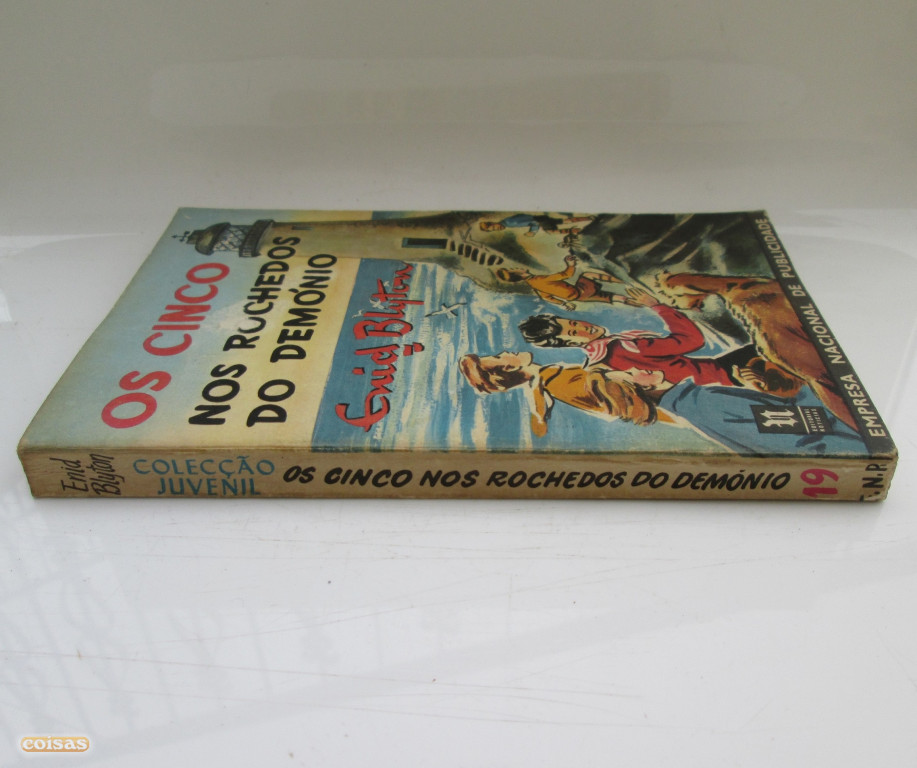 OS CINCO
NOS ROCHEDOS
DO DEMÓNIO
Enid Blyton
EMPRESA NACIONAL DE PUBLICIDADE
Enid
Blyton
COLECÇÃO
JUVENIL
OS CINCO NOS ROCHEDOS DO DEMÓNIO
19
E.N.P.
coisas